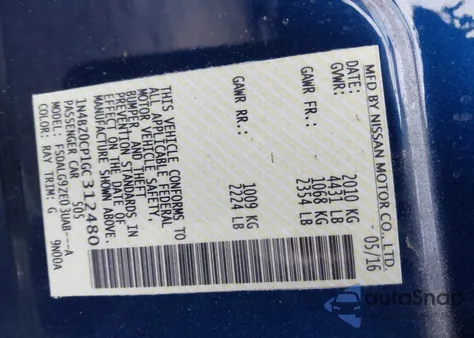 MFD BY NISSAN MOTOR CO., LTD. 05/16
GVWR: 2010 KG
4431 LB
GAWR FR.: 1068 KG
2354 LB
GAWR RR.: 1009 KG
2224 LB
THIS VEHICLE CONFORMS TO
ALL APPLICABLE FEDERAL
MOTOR VEHICLE SAFETY,
BUMPER, AND THEFT
PREVENTION STANDARDS IN
EFFECT ON THE DATE OF
MANUFACTURE SHOWN ABOVE.
1N4BZ0CP1GC312480
PASSENGER CAR 505
MODEL: F5DALG9ZE03UAB---A
COLOR: RAY TRIM: G 9N00A
autoSnap